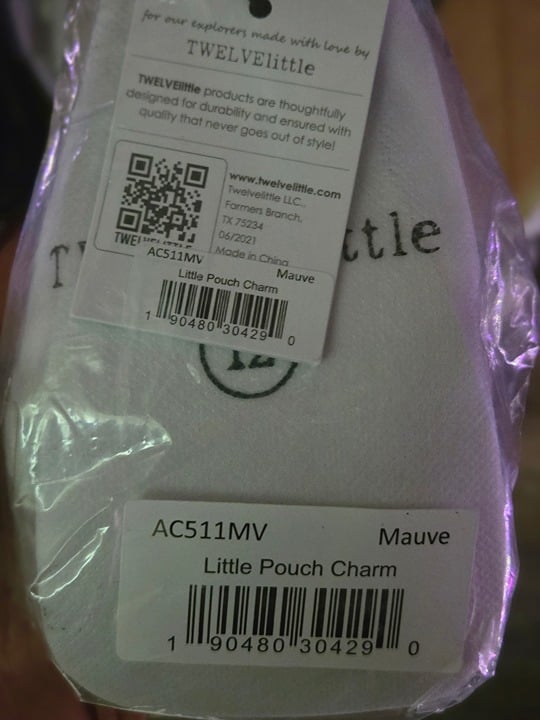 for our explorers made with love by
TWELVElittle
TWELVElittle products are thoughtfully
designed for durability and ensured with
quality that never goes out of style!
www.twelvelittle.com
Twelvelittle LLC.,
Farmers Branch,
TX 75234
06/2021
Made in China
TWELVELITTLE
AC511MV Mauve
Little Pouch Charm
1 90480 30429 0
ttle
12
AC511MV Mauve
Little Pouch Charm
1 90480 30429 0